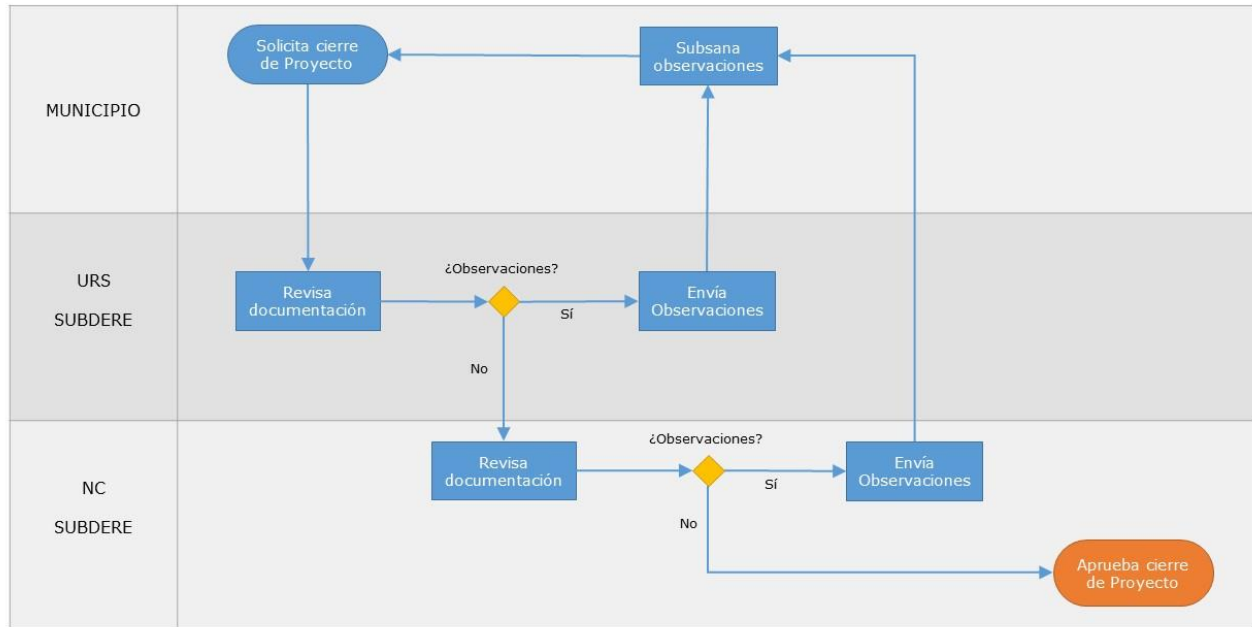 MUNICIPIO
Solicita cierre
de Proyecto
Subsana
observaciones
URS
SUBDERE
Revisa
documentación
¿Observaciones?
Sí
No
Envía
Observaciones
NC
SUBDERE
Revisa
documentación
¿Observaciones?
Sí
No
Envía
Observaciones
Aprueba cierre
de Proyecto